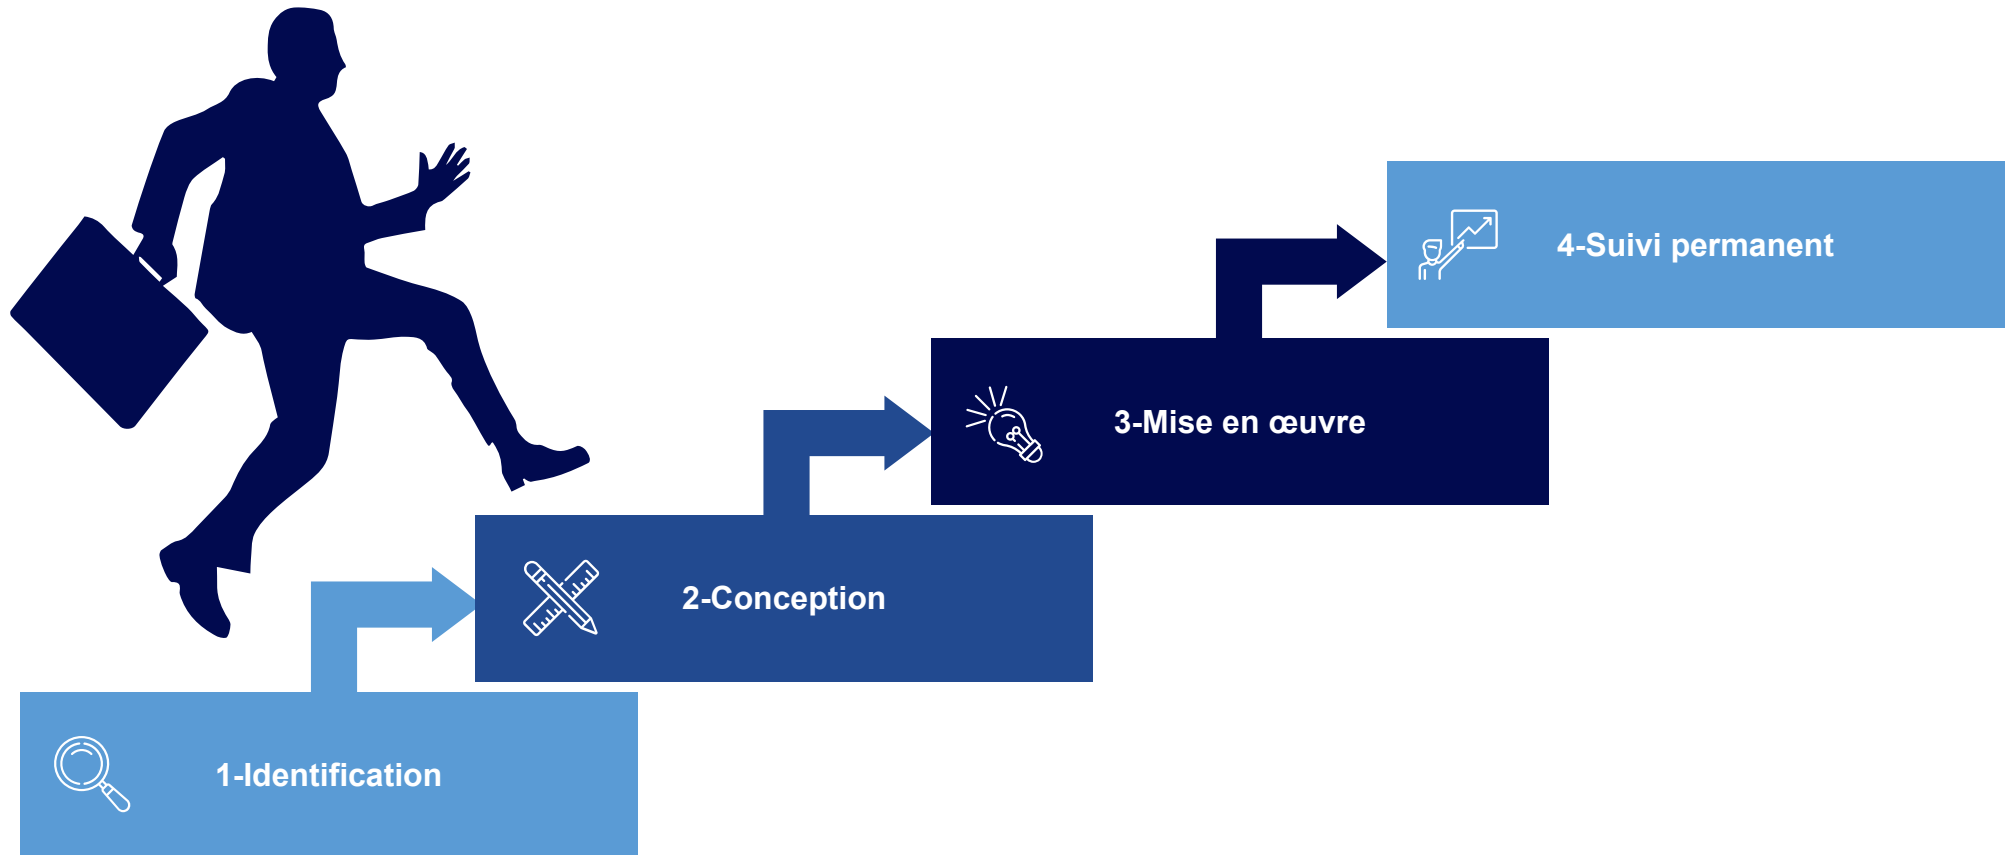 4-Suivi permanent
3-Mise en œuvre
2-Conception
1-Identification